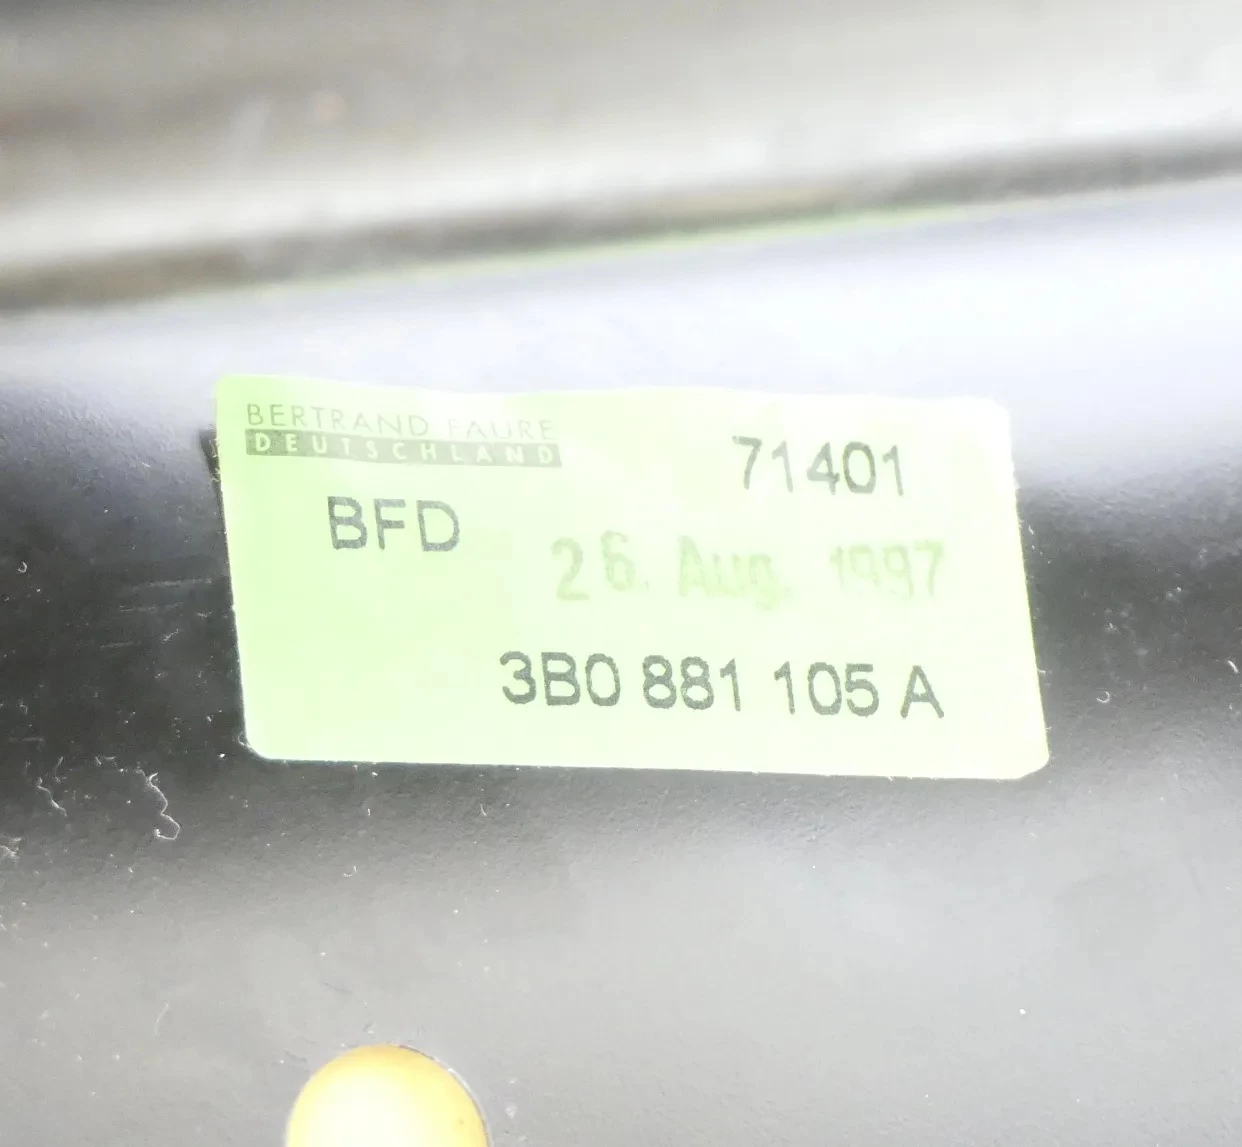 BERTRAND FAURE
DEUTSCHLAND
71401
BFD
26. Aug. 1997
3B0 881 105 A